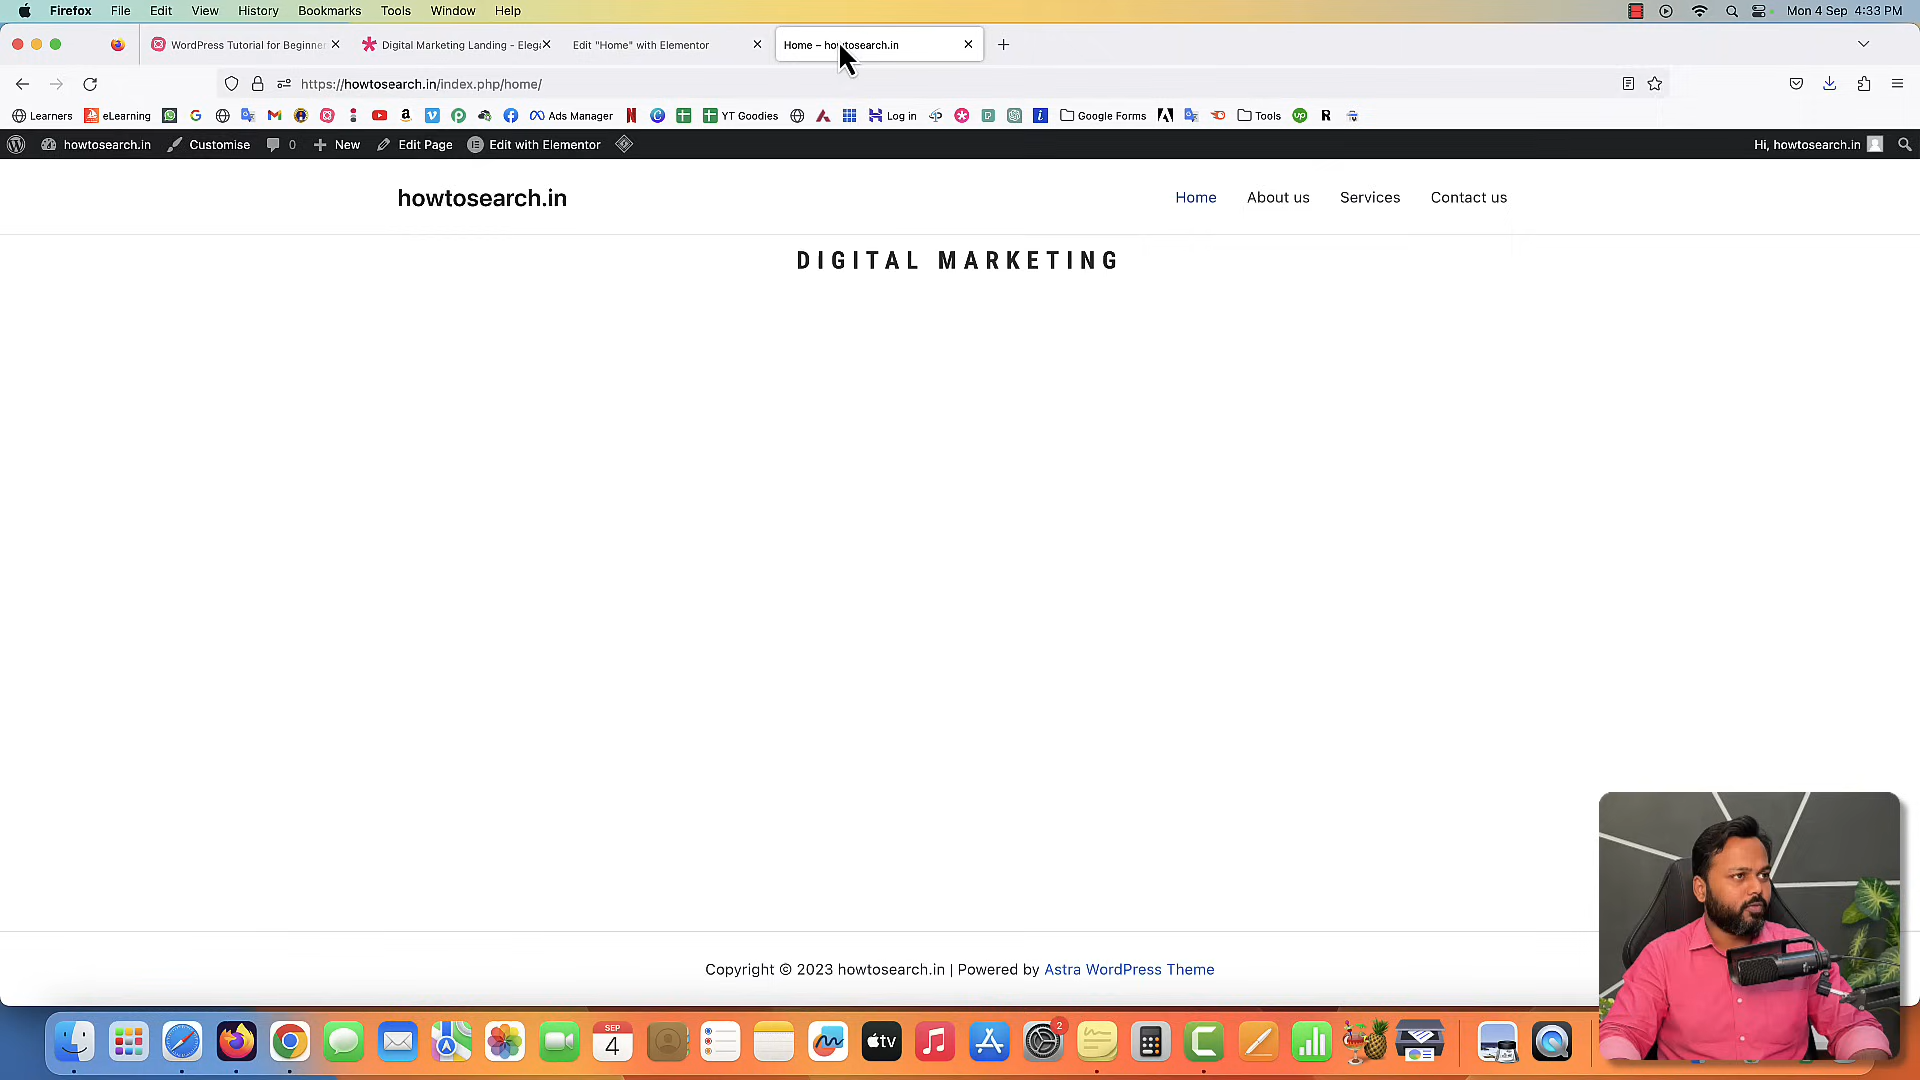 Firefox File Edit View History Bookmarks Tools Window Help Mon 4 Sep 4:33 PM
WordPress Tutorial for Beginner Digital Marketing Landing - Elega Edit "Home" with Elementor Home – howtosearch.in
https://howtosearch.in/index.php/home/
Learners eLearning Ads Manager YT Goodies Log in Google Forms Tools
howtosearch.in Customise 0 New Edit Page Edit with Elementor Hi, howtosearch.in
howtosearch.in Home About us Services Contact us
DIGITAL MARKETING
Copyright © 2023 howtosearch.in | Powered by Astra WordPress Theme
SEP
4
tv
2